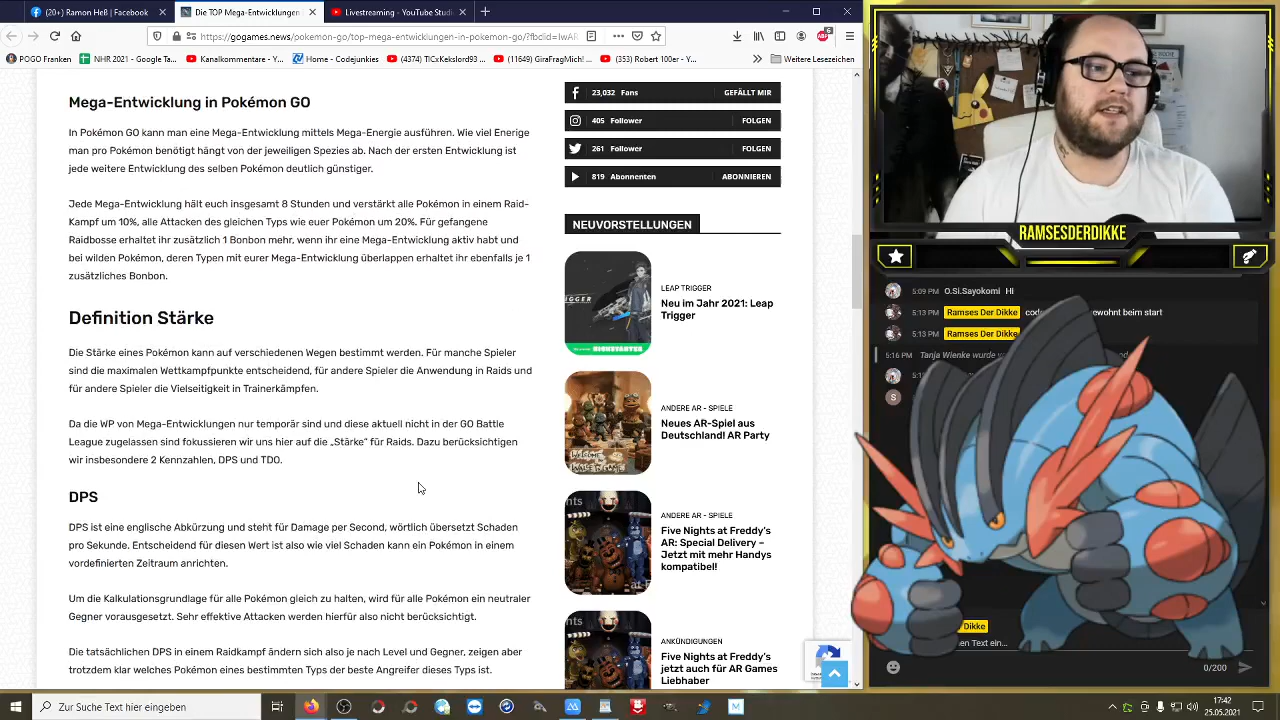 (20+) Ramon Heß | Facebook
Die TOP Mega-Entwicklungen
Livestreaming – YouTube Studi
https://gogames.news/pokemon-go/top-mega-entwicklungen-in-pokemon-go/?fbclid=IwAR
6
POGO Franken
NHR 2021 - Google Ta...
Kanalkommentare - Y...
Home - Codejunkies
(4374) TICxKekslord93...
(11649) GiraFragMich! ...
(353) Robert 100er - Y...
Weitere Lesezeichen
Mega-Entwicklung in Pokémon GO
In Pokémon GO kann man eine Mega-Entwicklung mittels Mega-Energie ausführen. Wie viel Energie
man pro Pokémon benötigt hängt von der jeweiligen Spezies ab. Nach der ersten Entwicklung ist
jede weitere Entwicklung des selben Pokémon deutlich günstiger.
Jede Mega-Entwicklung hält euch insgesamt 8 Stunden und verstärkt alle Pokémon in einem Raid-
Kampf um 10%, alle Attacken des gleichen Typs wie euer Pokémon um 20%. Für gefangene
Raidbosse erhaltet ihr zusätzlich 1 Bonbon mehr, wenn ihr eine Mega-Entwicklung aktiv habt und
bei wilden Pokémon, deren Typen mit eurer Mega-Entwicklung überlappen erhaltet ihr ebenfalls je 1
zusätzliches Bonbon.
Definition Stärke
Die Stärke eines Pokémon kann auf verschiedenen Wegen bestimmt werden. Für manche Spieler
sind die maximalen Wettkampfpunkte entscheidend, für andere Spieler die Anwendung in Raids und
für andere Spieler die Vielseitigkeit in Trainerkämpfen.
Da die WP von Mega-Entwicklungen nur temporär sind und diese aktuell nicht in der GO Battle
League zugelassen sind fokussieren wir uns hier auf die „Stärke“ für Raids. Dazu berücksichtigen
wir insbesondere 2 Kennzahlen, DPS und TDO.
DPS
DPS ist eine englische Abkürzung und steht für Damage per Second, wörtlich übersetzt Schaden
pro Sekunde. Entscheidend für diesen Wert ist also wie viel Schaden kann ein Pokémon in einem
vordefinierten Zeitraum anrichten.
Um die Kalkulationsgrundlage für alle Pokémon gleich zu halten, wird für alle Pokémon ein neutraler
Gegner vorausgesetzt. Sehr effektive Attacken werden hierfür also nicht berücksichtigt.
Die tatsächlichen DPS in einem Raidkampf können sich also je nach Level und Gegner, zeigen aber
trotzdem klar welches Pokémon eines bestimmten Typs der beste Angreifer dieses Typs ist.
23,032 Fans GEFÄLLT MIR
405 Follower FOLGEN
261 Follower FOLGEN
819 Abonnenten ABONNIEREN
NEUVORSTELLUNGEN
LEAP TRIGGER
Neu im Jahr 2021: Leap
Trigger
ANDERE AR - SPIELE
Neues AR-Spiel aus
Deutschland! AR Party
ANDERE AR - SPIELE
Five Nights at Freddy's
AR: Special Delivery –
Jetzt mit mehr Handys
kompatibel!
ANKÜNDIGUNGEN
Five Nights at Freddy's
jetzt auch für AR Games
Liebhaber
RAMSESDERDIKKE
5:09 PM O.Si.Sayokomi Hi
5:13 PM Ramses Der Dikke ewohnt beim start
5:13 PM Ramses Der Dikke
5:16 PM Tanja Wienke wurde
Dikke
en Text ein...
0/200
Zur Suche Text hier eingeben
17:42
25.05.2021